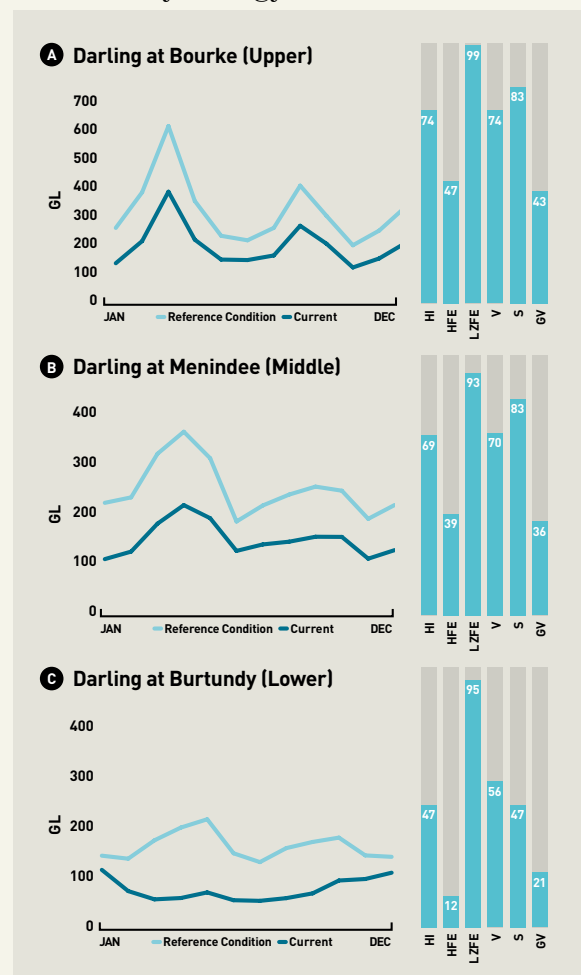 A Darling at Bourke (Upper)
700
600
500
400
300
200
100
0
GL
JAN
Reference Condition
Current
DEC
74
47
99
74
83
43
HI
HFE
LZFE
V
S
GV
B Darling at Menindee (Middle)
400
300
200
100
0
GL
JAN
Reference Condition
Current
DEC
69
39
93
70
83
36
HI
HFE
LZFE
V
S
GV
C Darling at Burtundy (Lower)
400
300
200
100
0
GL
JAN
Reference Condition
Current
DEC
47
12
95
56
47
21
HI
HFE
LZFE
V
S
GV